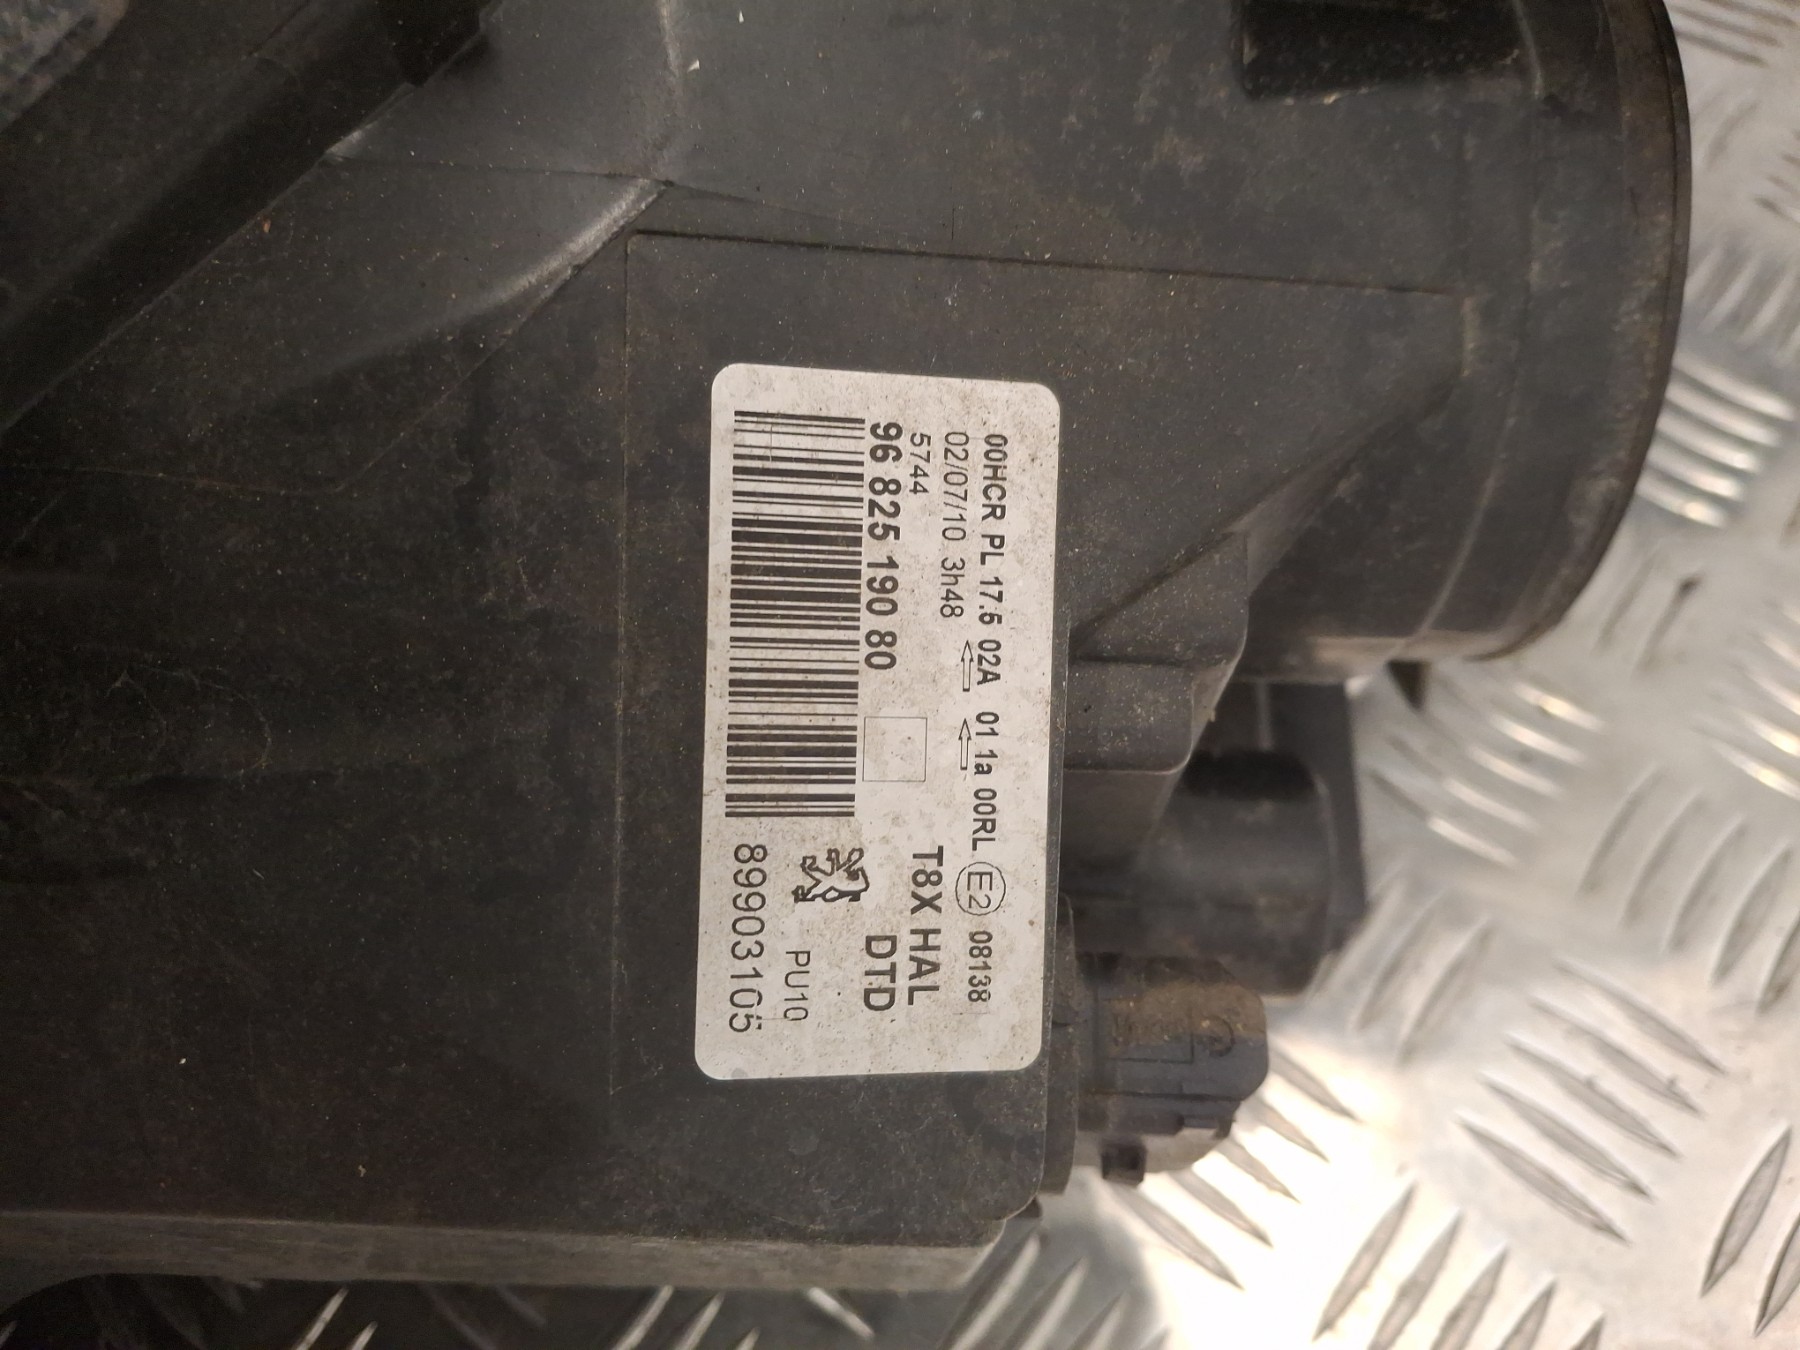 00HCR PL 17.5 02A 01 1a 00RL E2 08138
02/07/10 3h48
5744
T8X HAL
96 825 190 80
DTD
PU10
89903105